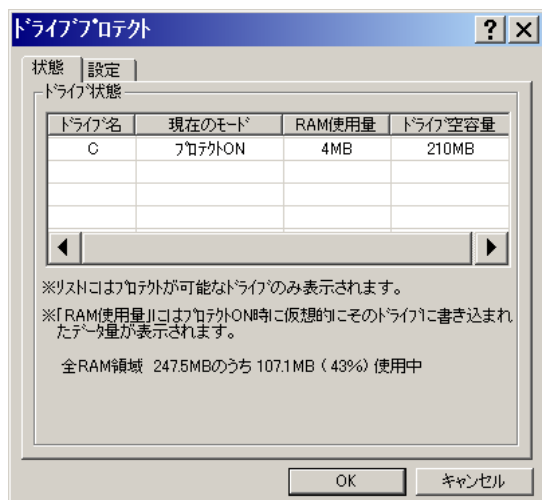 ﾄﾞﾗｲﾌﾞﾌﾟﾛﾃｸﾄ
状態 設定
ﾄﾞﾗｲﾌﾞ状態
ﾄﾞﾗｲﾌﾞ名 現在のﾓｰﾄﾞ RAM使用量 ﾄﾞﾗｲﾌﾞ空容量
C ﾌﾟﾛﾃｸﾄON 4MB 210MB
※ﾘｽﾄにはﾌﾟﾛﾃｸﾄが可能なﾄﾞﾗｲﾌﾞのみ表示されます。
※｢RAM使用量｣にはﾌﾟﾛﾃｸﾄON時に仮想的にそのﾄﾞﾗｲﾌﾞに書き込まれ
たﾃﾞｰﾀ量が表示されます。
全RAM領域 247.5MBのうち 107.1MB ( 43%) 使用中
OK ｷｬﾝｾﾙ